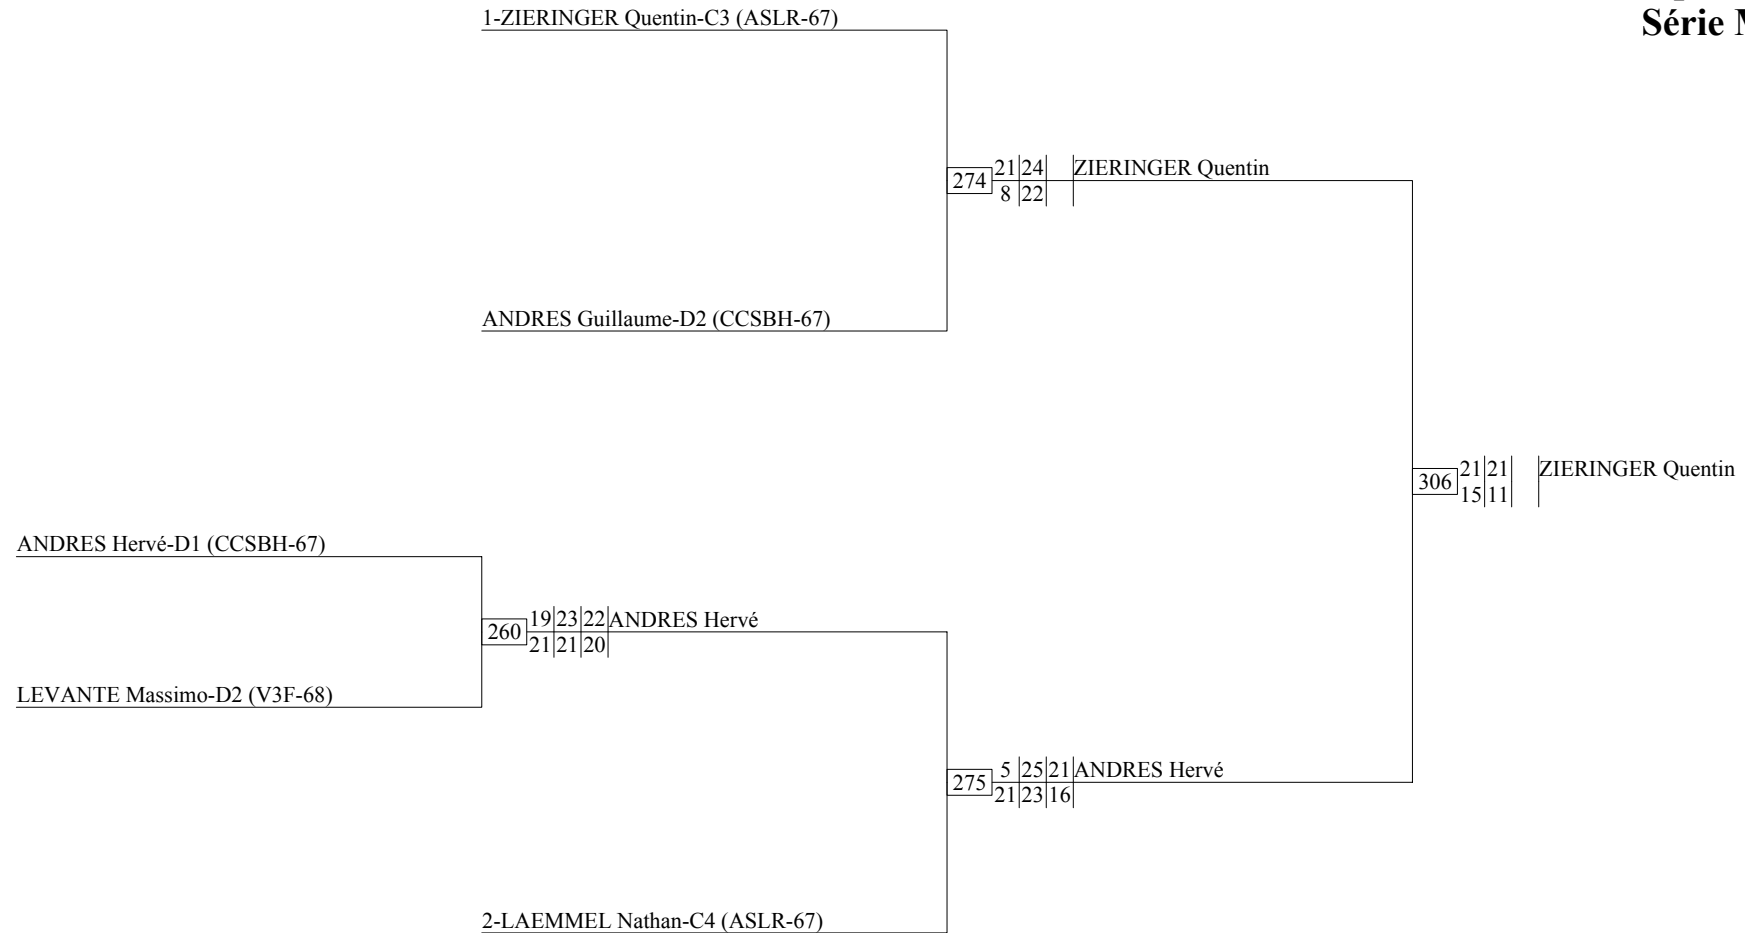 1-ZIERINGER Quentin-C3 (ASLR-67)
Série
274 21 24 ZIERINGER Quentin
8 22
ANDRES Guillaume-D2 (CCSBH-67)
306 21 21 ZIERINGER Quentin
15 11
ANDRES Hervé-D1 (CCSBH-67)
260 19 23 22 ANDRES Hervé
21 21 20
LEVANTE Massimo-D2 (V3F-68)
275 5 25 21 ANDRES Hervé
21 23 16
2-LAEMMEL Nathan-C4 (ASLR-67)